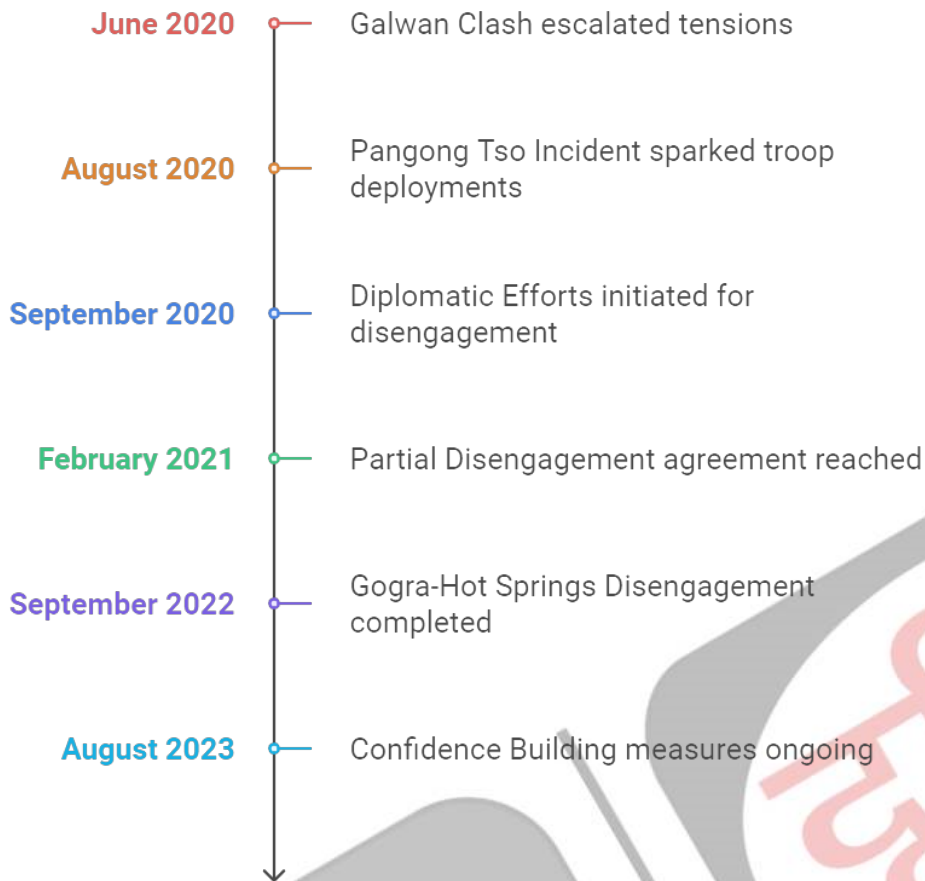 June 2020
Galwan Clash escalated tensions
August 2020
Pangong Tso Incident sparked troop
deployments
September 2020
Diplomatic Efforts initiated for
disengagement
February 2021
Partial Disengagement agreement reached
September 2022
Gogra-Hot Springs Disengagement
completed
August 2023
Confidence Building measures ongoing